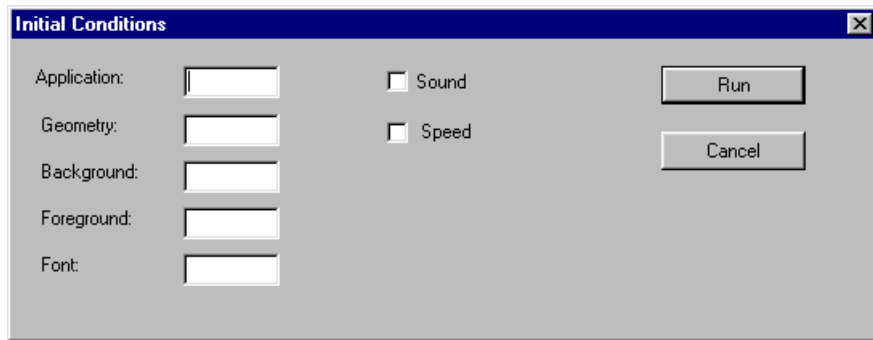 Initial Conditions
Application:
Sound
Run
Geometry:
Speed
Cancel
Background:
Foreground:
Font: